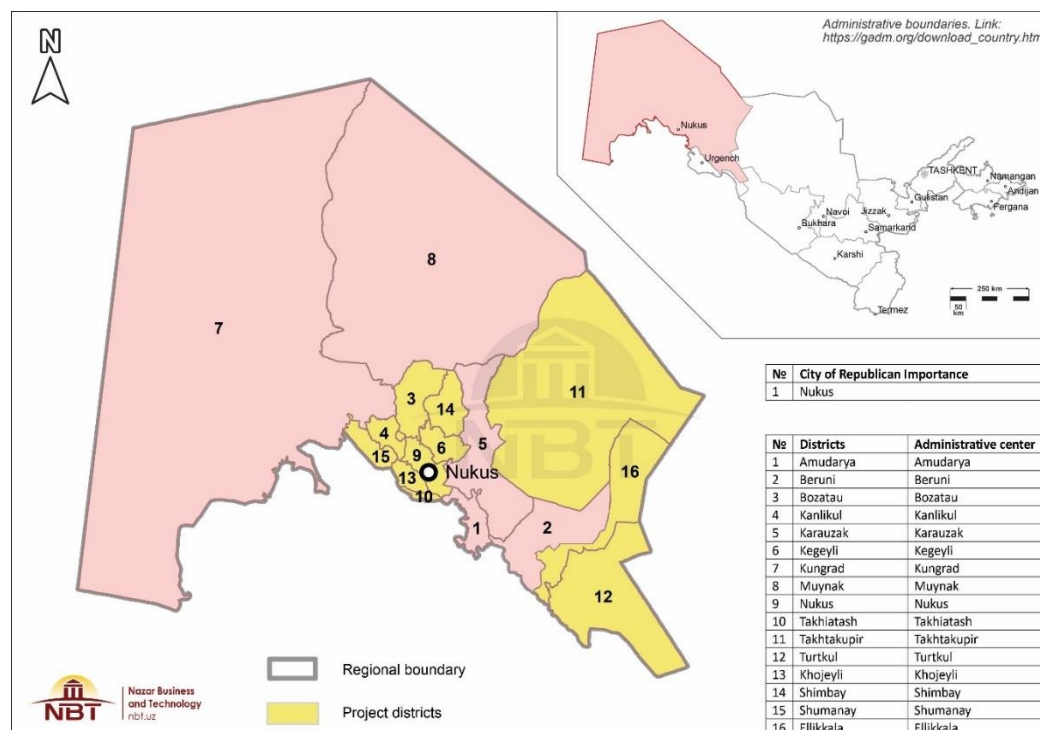 N
Administrative boundaries. Link:
https://gadm.org/download_country.htm
Nukus
Urgench
TASHKENT
Namangan
Andijan
Fergana
Gulistan
Jizzak
Navoi
Bukhara
Samarkand
Karshi
Termez
250 km
50
km
7
8
11
3
14
4
5
6
9
15
16
13
Nukus
10
1
2
12
NBT
№ City of Republican Importance
1 Nukus
№ Districts Administrative center
1 Amudarya Amudarya
2 Beruni Beruni
3 Bozatau Bozatau
4 Kanlikul Kanlikul
5 Karauzak Karauzak
6 Kegeyli Kegeyli
7 Kungrad Kungrad
8 Muynak Muynak
9 Nukus Nukus
10 Takhiatash Takhiatash
11 Takhtakupir Takhtakupir
12 Turtkul Turtkul
13 Khojeyli Khojeyli
14 Shimbay Shimbay
15 Shumanay Shumanay
16 Ellikkala Ellikkala
Regional boundary
Project districts
NBT
Nazar Business
and Technology
nbt.uz